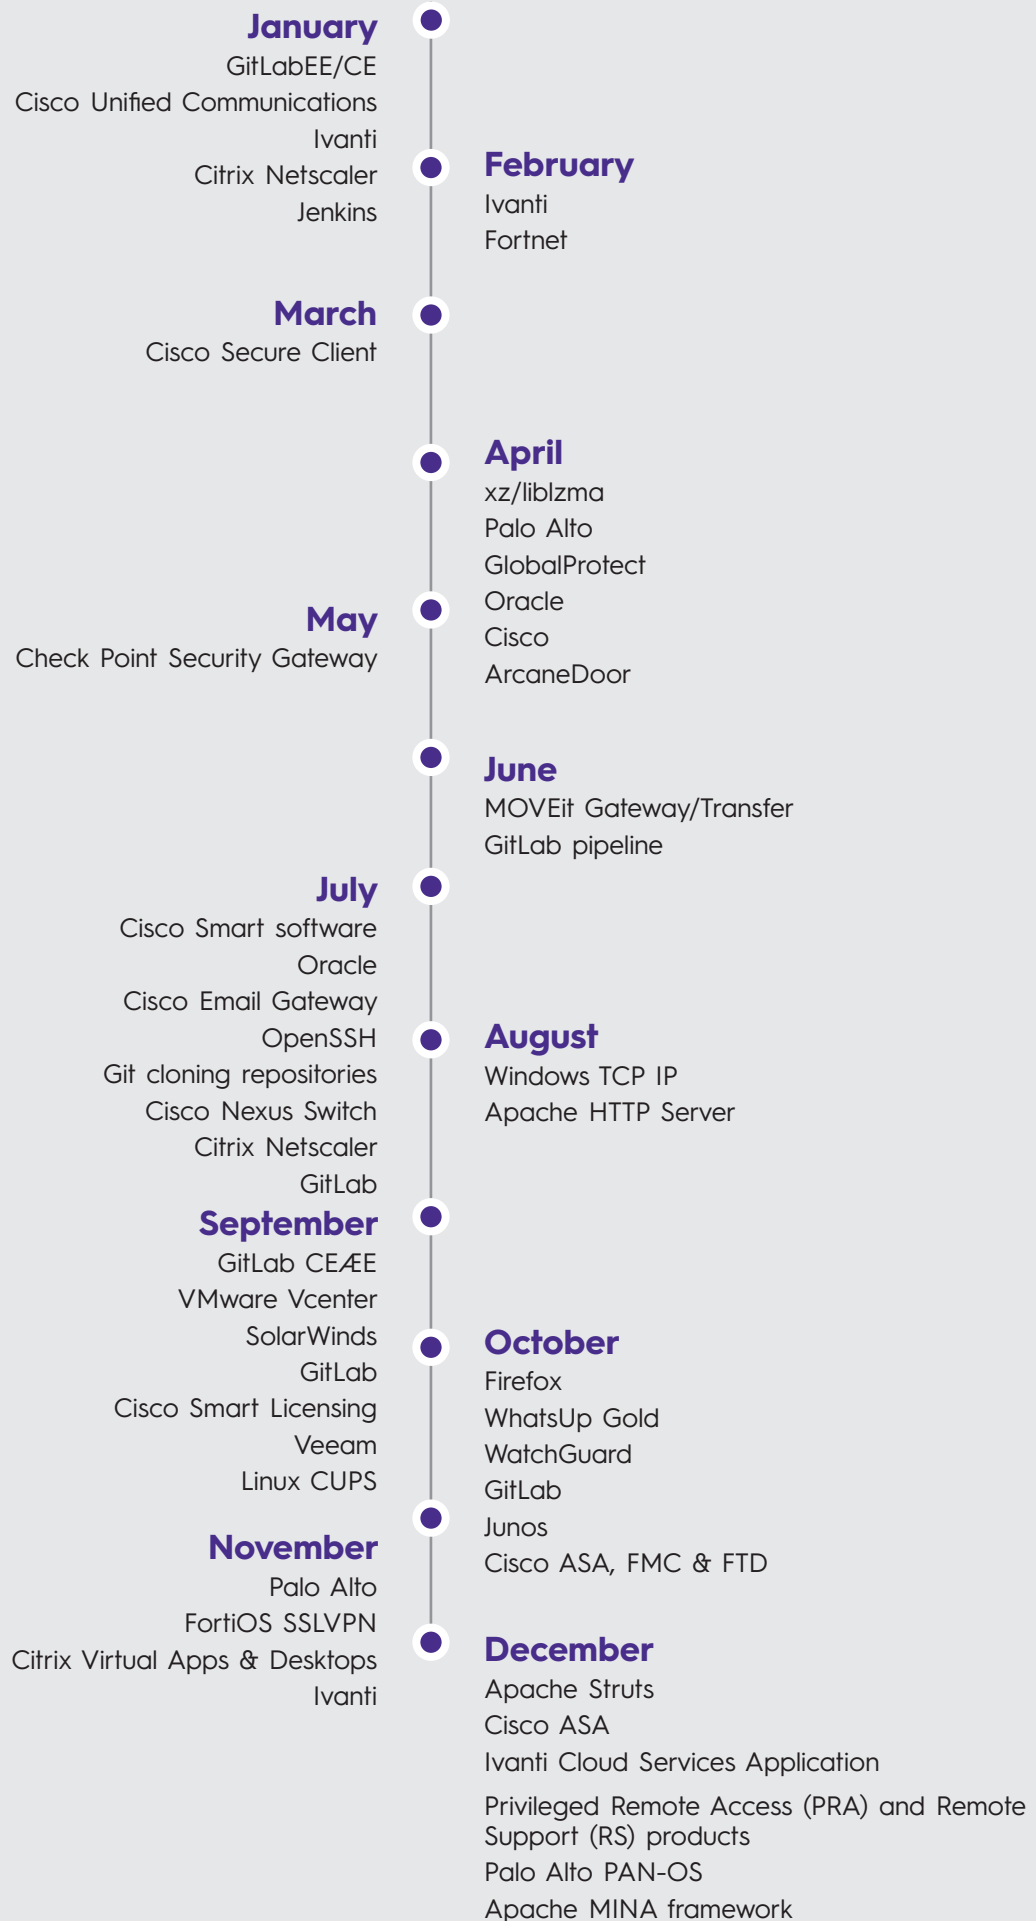 January
GitLabEE/CE
Cisco Unified Communications
Ivanti
Citrix Netscaler
Jenkins
February
Ivanti
Fortnet
March
Cisco Secure Client
April
xz/liblzma
Palo Alto
GlobalProtect
Oracle
Cisco
ArcaneDoor
May
Check Point Security Gateway
June
MOVEit Gateway/Transfer
GitLab pipeline
July
Cisco Smart software
Oracle
Cisco Email Gateway
OpenSSH
Git cloning repositories
Cisco Nexus Switch
Citrix Netscaler
GitLab
August
Windows TCP IP
Apache HTTP Server
September
GitLab CEÆE
VMware Vcenter
SolarWinds
GitLab
Cisco Smart Licensing
Veeam
Linux CUPS
October
Firefox
WhatsUp Gold
WatchGuard
GitLab
Junos
Cisco ASA, FMC & FTD
November
Palo Alto
FortiOS SSLVPN
Citrix Virtual Apps & Desktops
Ivanti
December
Apache Struts
Cisco ASA
Ivanti Cloud Services Application
Privileged Remote Access (PRA) and Remote
Support (RS) products
Palo Alto PAN-OS
Apache MINA framework